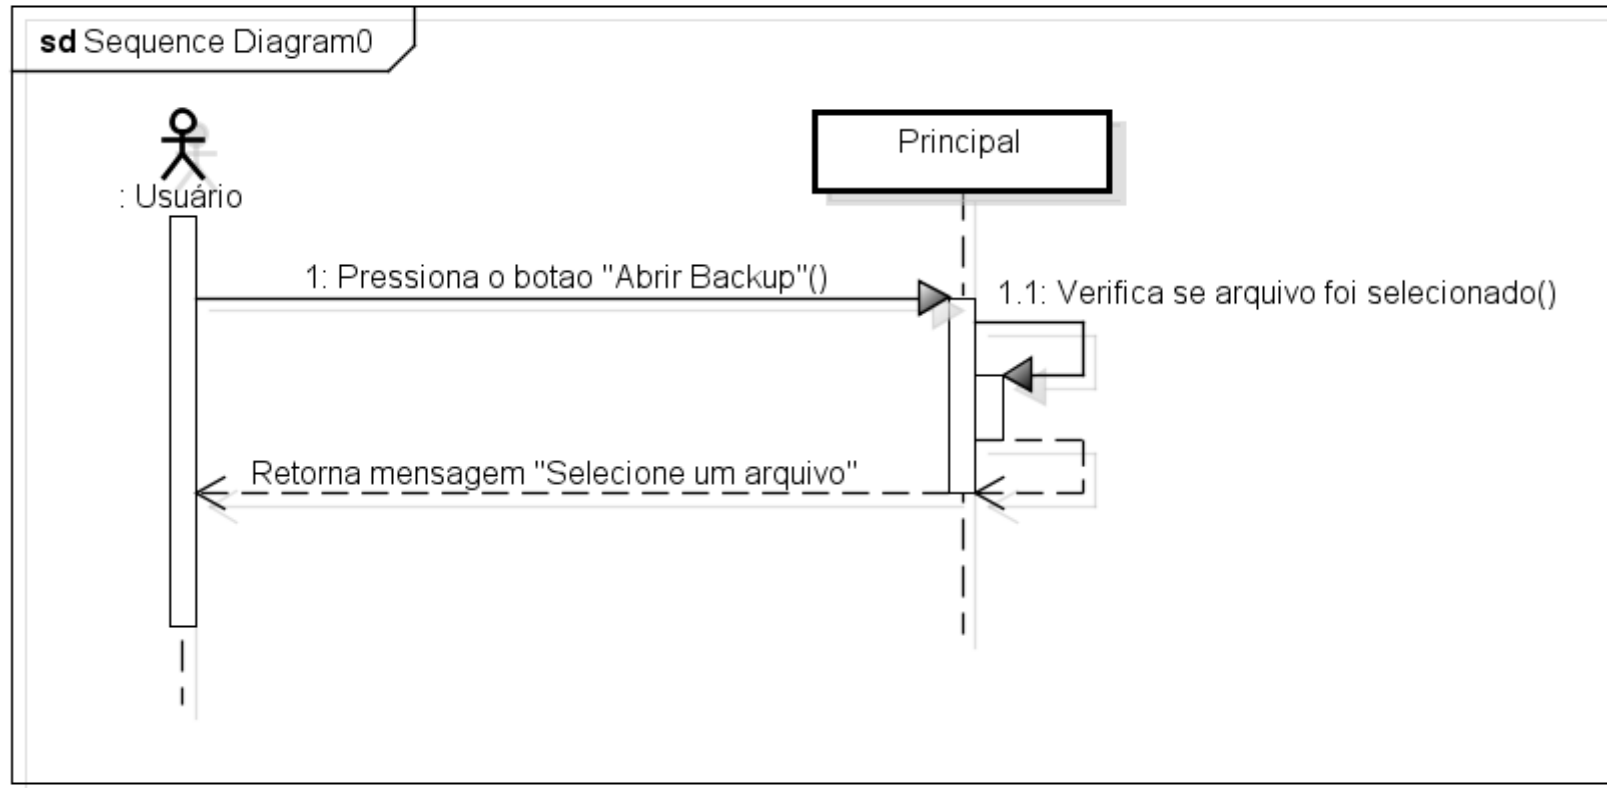 sd Sequence Diagram0
Principal
: Usuário
1: Pressiona o botao "Abrir Backup"()
1.1: Verifica se arquivo foi selecionado()
Retorna mensagem "Selecione um arquivo"